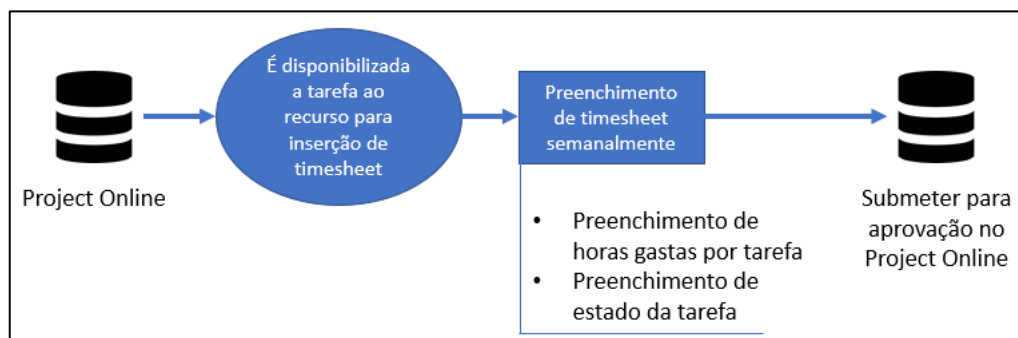 Project Online
É disponibilizada
a tarefa ao
recurso para
inserção de
timesheet
Preenchimento
de timesheet
semanalmente
• Preenchimento de
horas gastas por tarefa
• Preenchimento de
estado da tarefa
Submeter para
aprovação no
Project Online